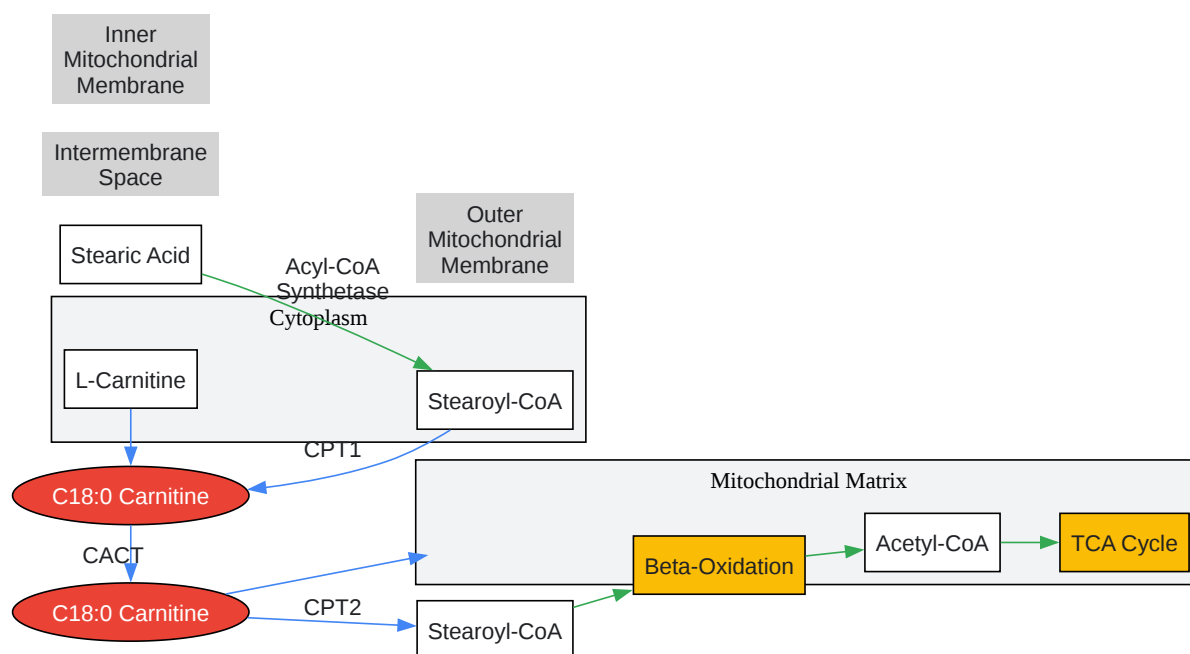 Inner
Mitochondrial
Membrane
Intermembrane
Space
Outer
Mitochondrial
Membrane
Stearic Acid
Acyl-CoA
Synthetase
Cytoplasm
L-Carnitine
Stearoyl-CoA
CPT1
C18:0 Carnitine
CACT
C18:0 Carnitine
CPT2
Stearoyl-CoA
Mitochondrial Matrix
Beta-Oxidation
Acetyl-CoA
TCA Cycle